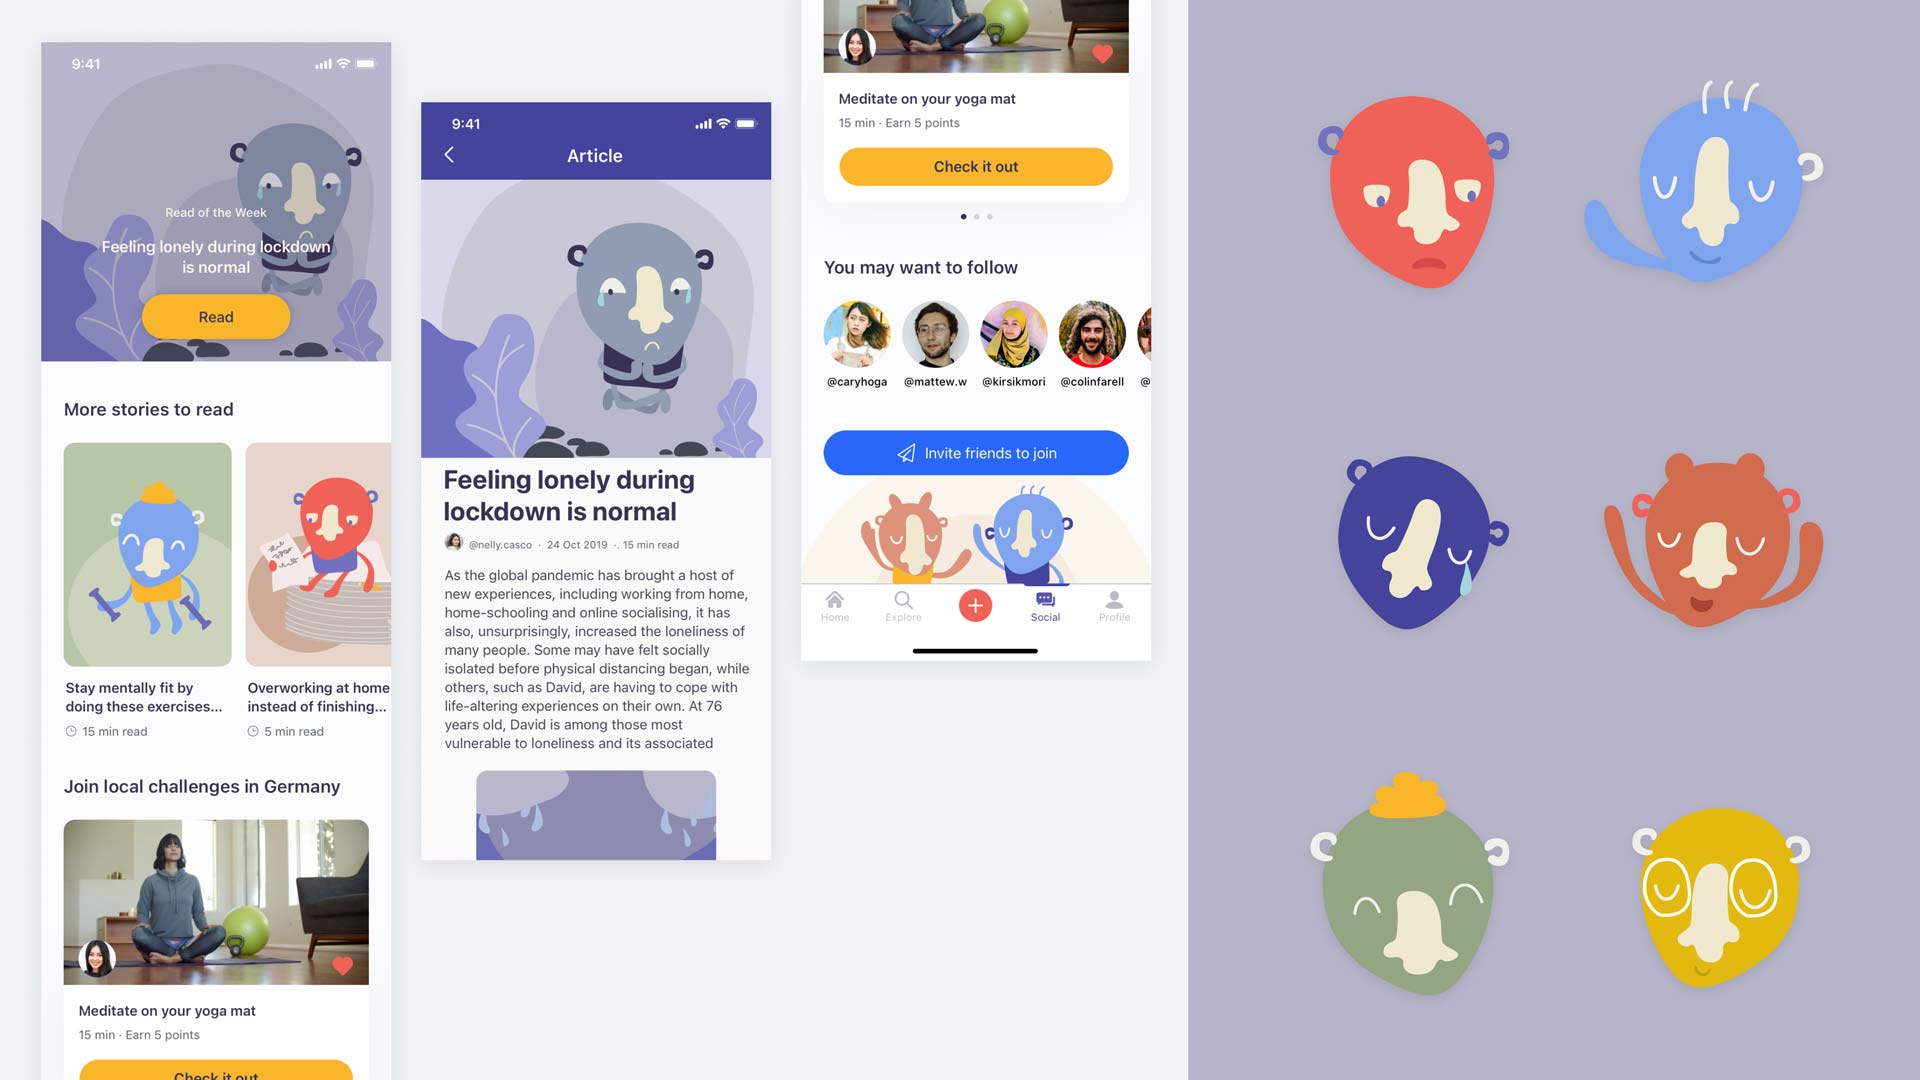 9:41
Read of the Week
Feeling lonely during lockdown
is normal
Read
More stories to read
Stay mentally fit by
doing these exercises...
15 min read
Overworking at home
instead of finishing...
5 min read
Join local challenges in Germany
Meditate on your yoga mat
15 min · Earn 5 points
Check it out
9:41
Article
Feeling lonely during
lockdown is normal
@nelly.casco · 24 Oct 2019 ·. 15 min read
As the global pandemic has brought a host of
new experiences, including working from home,
home-schooling and online socialising, it has
also, unsurprisingly, increased the loneliness of
many people. Some may have felt socially
isolated before physical distancing began, while
others, such as David, are having to cope with
life-altering experiences on their own. At 76
years old, David is among those most
vulnerable to loneliness and its associated
Meditate on your yoga mat
15 min · Earn 5 points
Check it out
You may want to follow
@caryhoga
@mattew.w
@kirsikmori
@colinfarell
@
Invite friends to join
Home
Explore
Social
Profile